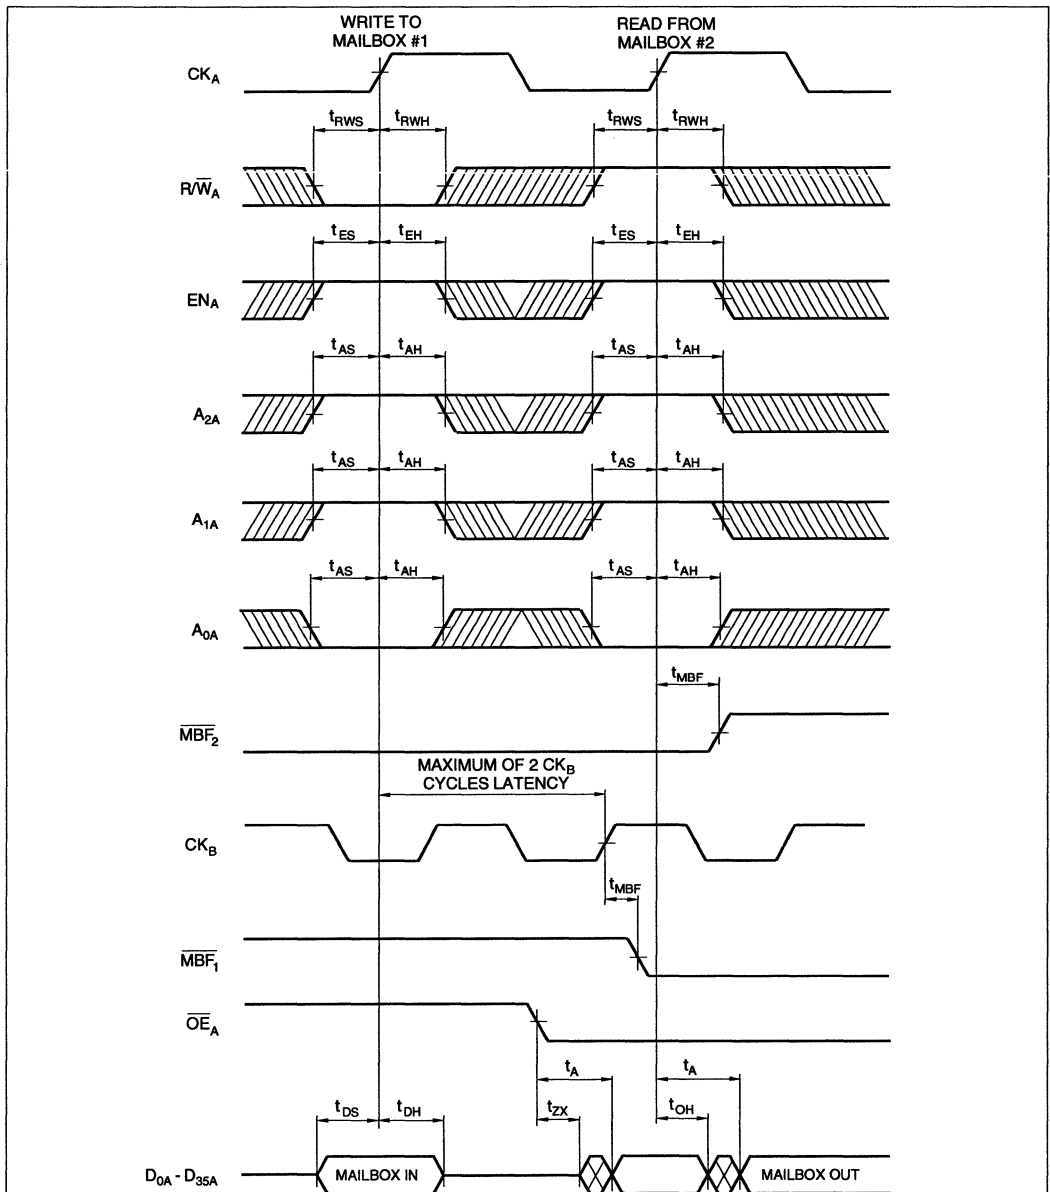 WRITE TO
MAILBOX #1
READ FROM
MAILBOX #2
CKA
tRWS tRWH tRWS tRWH
R/W̅A
tES tEH tES tEH
ENA
tAS tAH tAS tAH
A2A
tAS tAH tAS tAH
A1A
tAS tAH tAS tAH
A0A
tMBF
M̅B̅F̅2
MAXIMUM OF 2 CKB
CYCLES LATENCY
CKB
tMBF
M̅B̅F̅1
O̅E̅A
tA tA
tDS tDH tZX tOH
D0A - D35A MAILBOX IN MAILBOX OUT